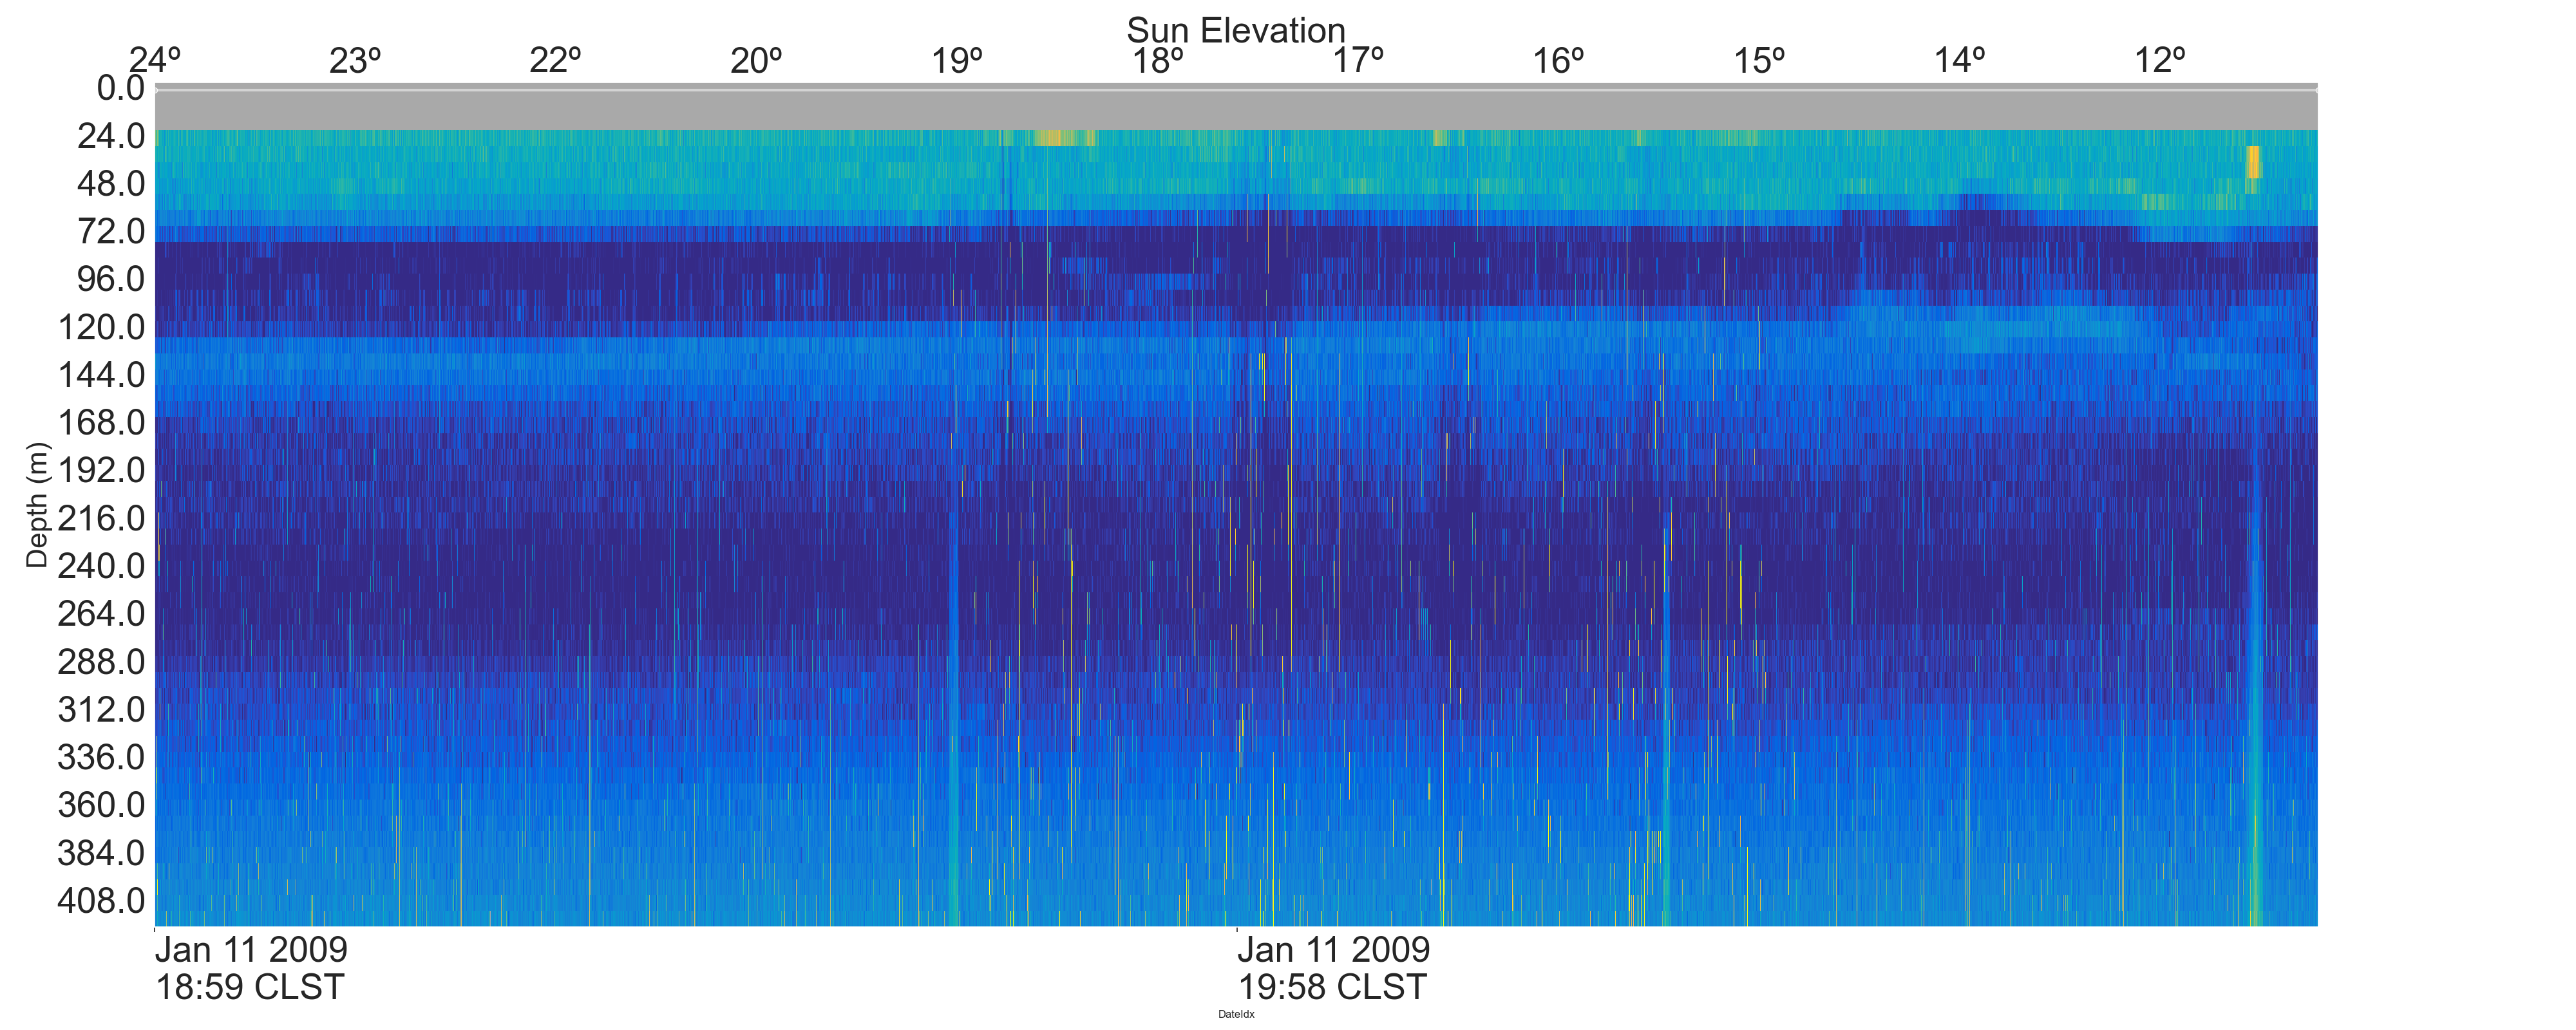 Sun Elevation
24º 23º 22º 20º 19º 18º 17º 16º 15º 14º 12º
0.0
24.0
48.0
72.0
96.0
120.0
144.0
168.0
192.0
216.0
240.0
264.0
288.0
312.0
336.0
360.0
384.0
408.0
Depth (m)
Jan 11 2009
18:59 CLST
Jan 11 2009
19:58 CLST
DateIdx